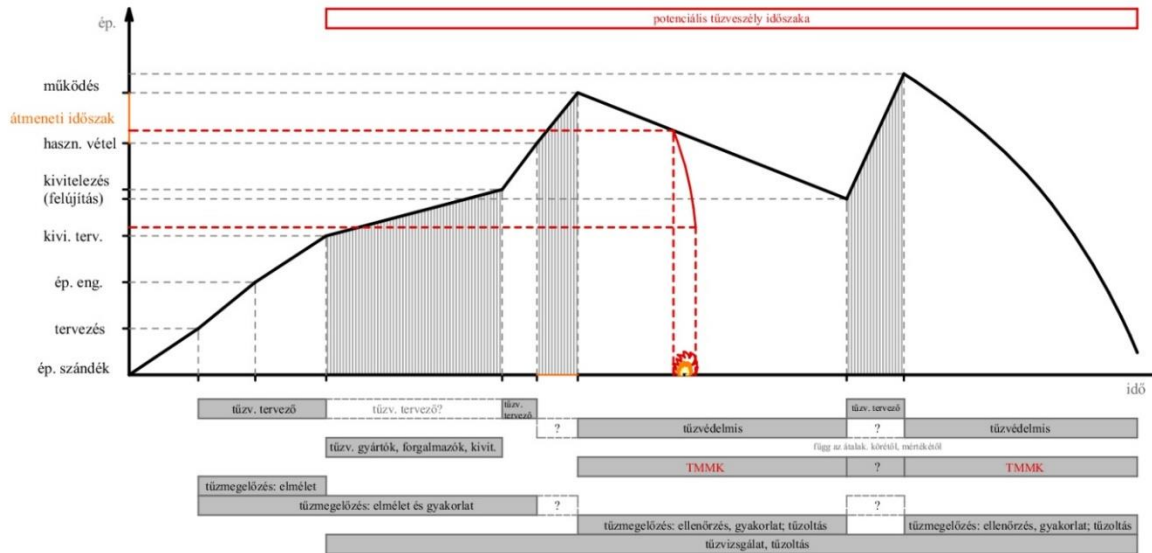 ép.
potenciális tűzveszély időszaka
működés
átmeneti időszak
haszn. vétel
kivitelezés
(felújítás)
kivi. terv.
ép. eng.
tervezés
ép. szándék
idő
tűzv. tervező
tűzv. tervező?
tűzv.
tervező
tűzv. tervező
?
tűzvédelmis
?
tűzvédelmis
tűzv. gyártók, forgalmazók, kivit.
függ az átalak. körétől, mértékétől
TMMK
?
TMMK
tűzmegelőzés: elmélet
tűzmegelőzés: elmélet és gyakorlat
?
?
tűzmegelőzés: ellenőrzés, gyakorlat; tűzoltás
tűzmegelőzés: ellenőrzés, gyakorlat; tűzoltás
tűzvizsgálat, tűzoltás